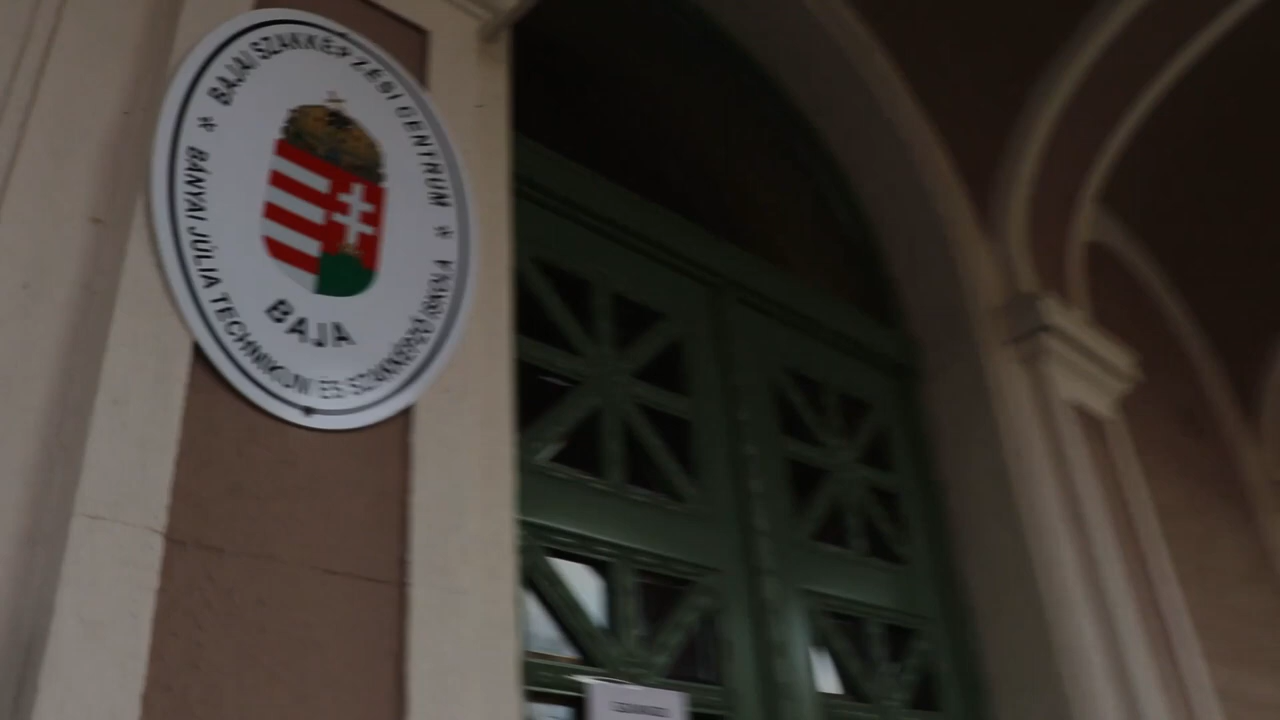 BAJAI SZAKKÉPZÉSI CENTRUM
BÁNYAI JÚLIA TECHNIKUM ÉS SZAKKÉPZŐ ISKOLA
BAJA